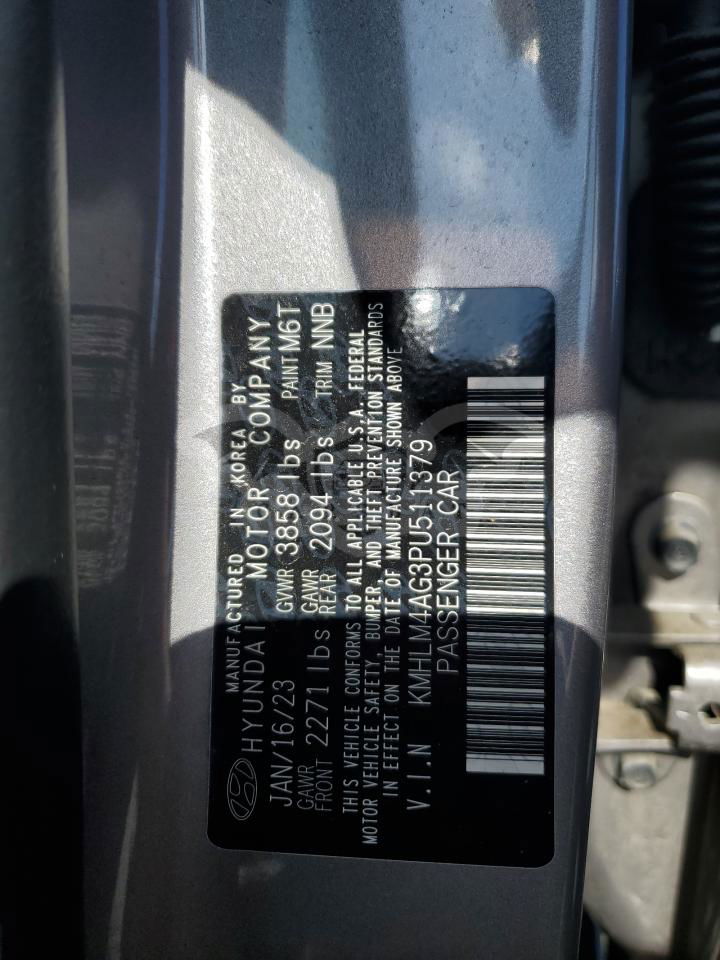 MANUFACTURED IN KOREA BY
HYUNDAI MOTOR COMPANY
JAN/16/23 GVWR 3858 lbs PAINT M6T
GAWR FRONT 2271 lbs GAWR REAR 2094 lbs TRIM NNB
THIS VEHICLE CONFORMS TO ALL APPLICABLE U.S.A. FEDERAL
MOTOR VEHICLE SAFETY, BUMPER, AND THEFT PREVENTION STANDARDS
IN EFFECT ON THE DATE OF MANUFACTURE SHOWN ABOVE
V.I.N KMHLM4AG3PU511379
PASSENGER CAR